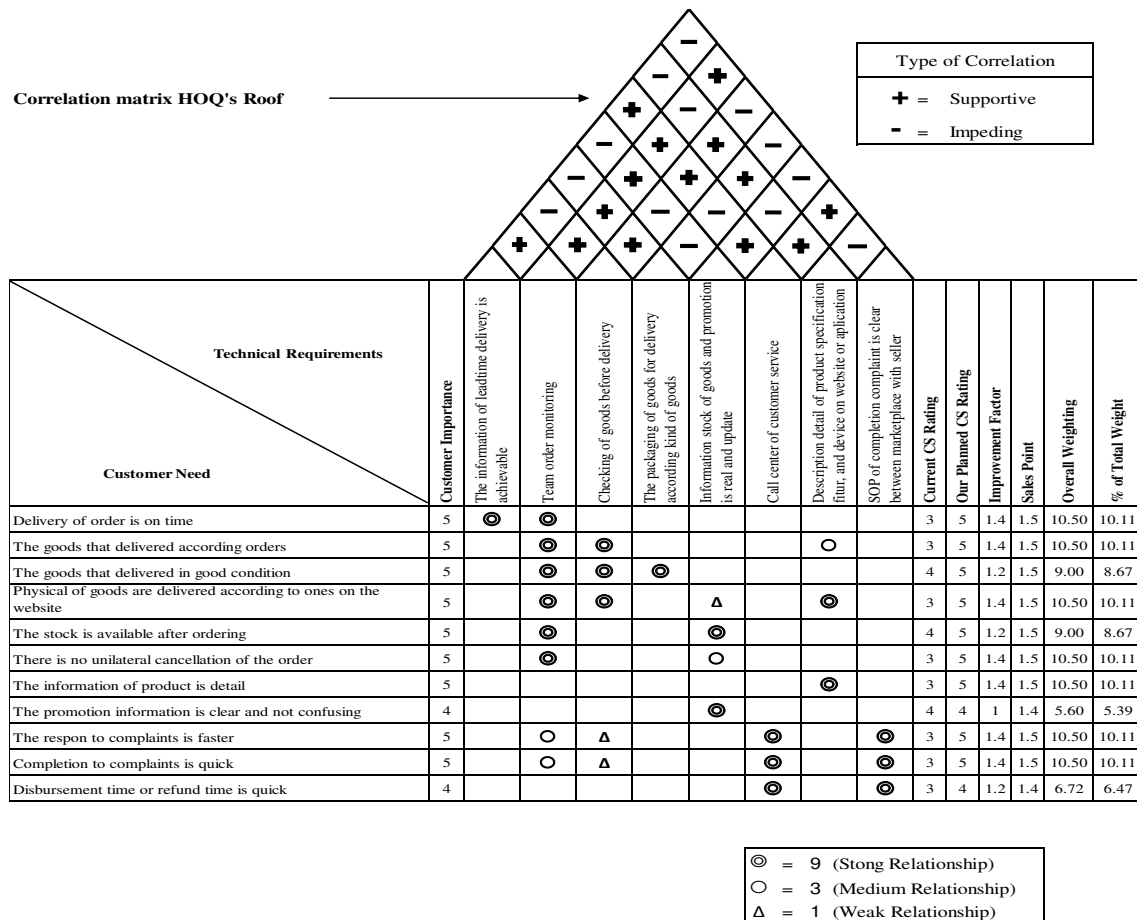 Correlation matrix HOQ's Roof
Type of Correlation
+ = Supportive
- = Impeding
− 
− +
+ − −
− + + −
− + + + −
− + − − − +
+ + + − + + −
Technical Requirements
Customer Need
Customer Importance
The information of leadtime delivery is
achievable
Team order monitoring
Checking of goods before delivery
The packaging of goods for delivery
according kind of goods
Information stock of goods and promotion
is real and update
Call center of customer service
Description detail of product specification
fitur, and device on website or aplication
SOP of completion complaint is clear
between marketplace with seller
Current CS Rating
Our Planned CS Rating
Improvement Factor
Sales Point
Overall Weighting
% of Total Weight
Delivery of order is on time 5 ◎ ◎ 3 5 1.4 1.5 10.50 10.11
The goods that delivered according orders 5 ◎ ◎ ○ 3 5 1.4 1.5 10.50 10.11
The goods that delivered in good condition 5 ◎ ◎ ◎ 4 5 1.2 1.5 9.00 8.67
Physical of goods are delivered according to ones on the
website 5 ◎ ◎ Δ ◎ 3 5 1.4 1.5 10.50 10.11
The stock is available after ordering 5 ◎ ◎ 4 5 1.2 1.5 9.00 8.67
There is no unilateral cancellation of the order 5 ◎ ○ 3 5 1.4 1.5 10.50 10.11
The information of product is detail 5 ◎ 3 5 1.4 1.5 10.50 10.11
The promotion information is clear and not confusing 4 ◎ 4 4 1 1.4 5.60 5.39
The respon to complaints is faster 5 ○ Δ ◎ ◎ 3 5 1.4 1.5 10.50 10.11
Completion to complaints is quick 5 ○ Δ ◎ ◎ 3 5 1.4 1.5 10.50 10.11
Disbursement time or refund time is quick 4 ◎ ◎ 3 4 1.2 1.4 6.72 6.47
◎ = 9 (Stong Relationship)
○ = 3 (Medium Relationship)
Δ = 1 (Weak Relationship)